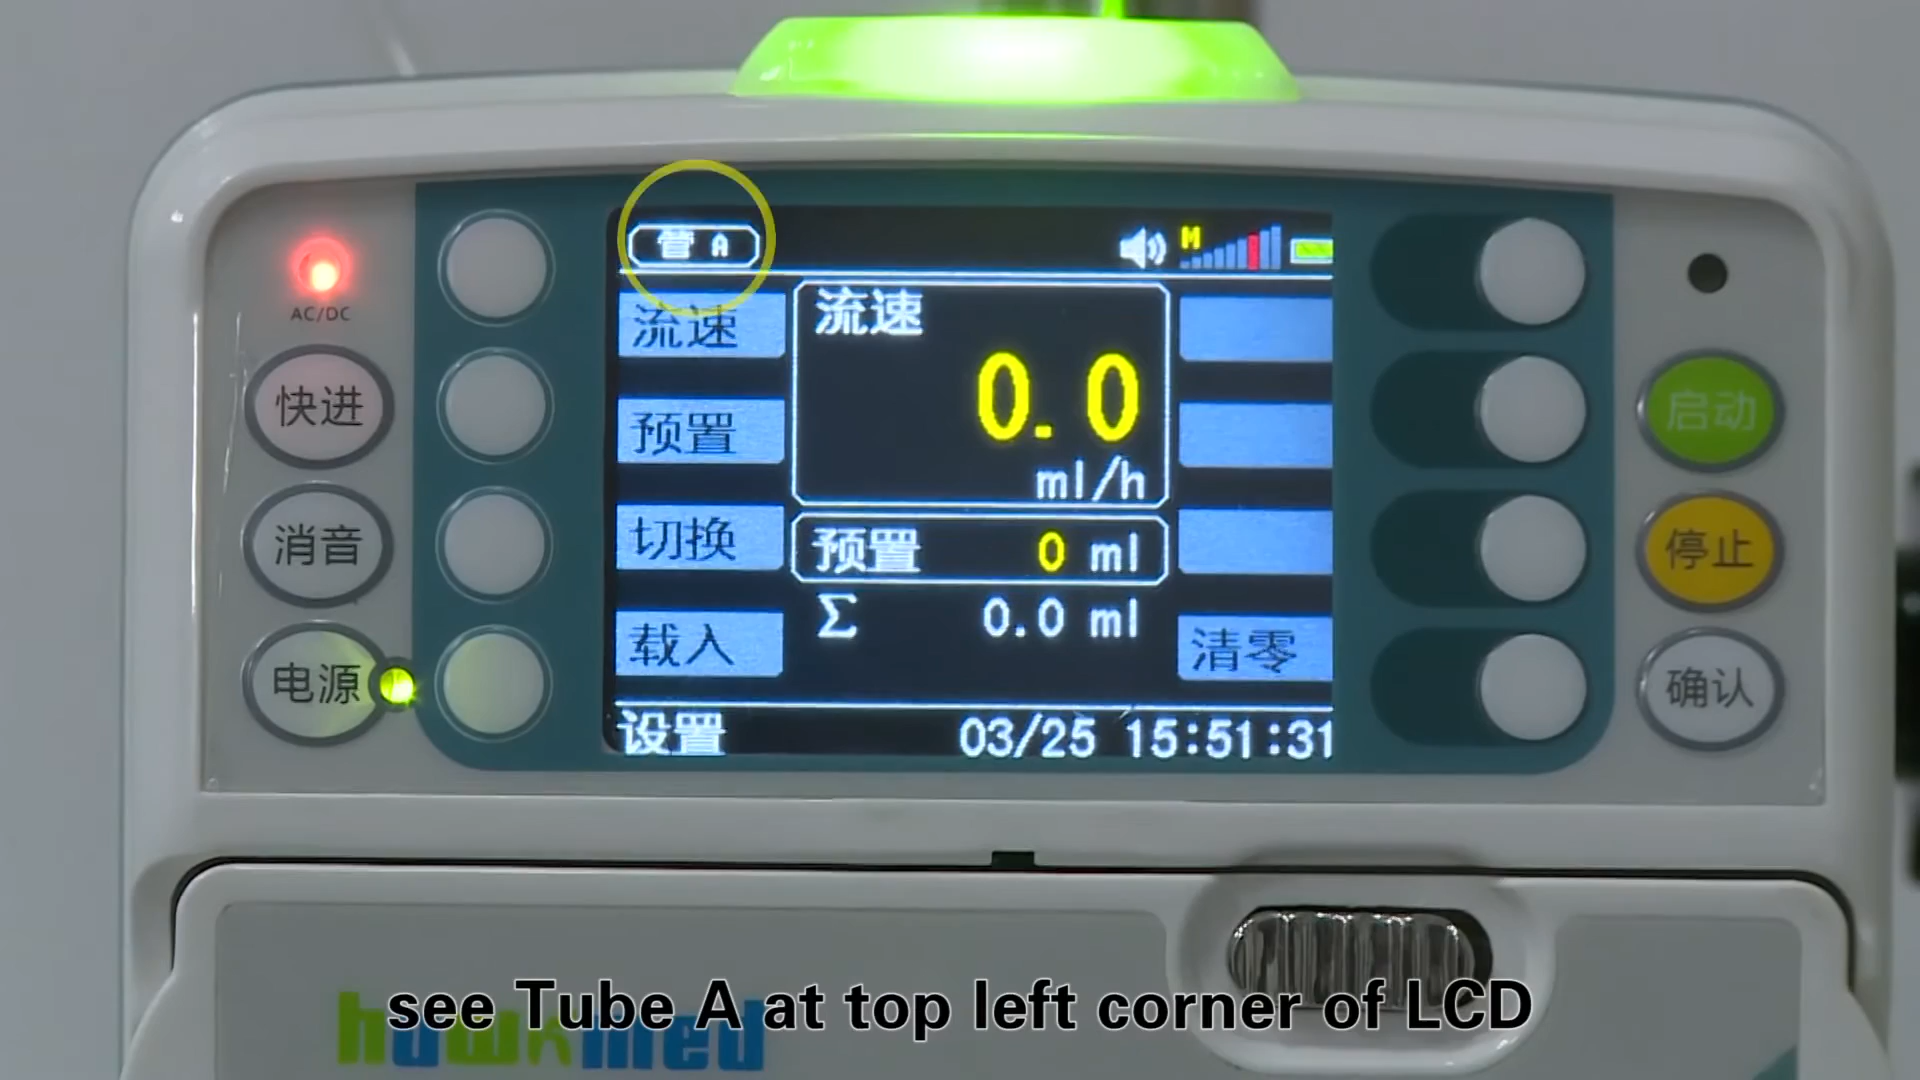 管 A
M
AC/DC
快进
消音
电源
流速
预置
切换
载入
流速
0.0
ml/h
预置 0 ml
Σ 0.0 ml
清零
设置 03/25 15:51:31
启动
停止
确认
hawkmed
see Tube A at top left corner of LCD